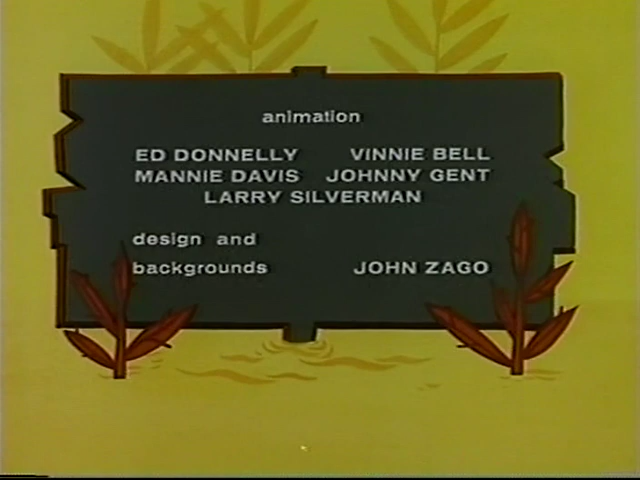 animation
ED DONNELLY VINNIE BELL
MANNIE DAVIS JOHNNY GENT
LARRY SILVERMAN
design and
backgrounds JOHN ZAGO